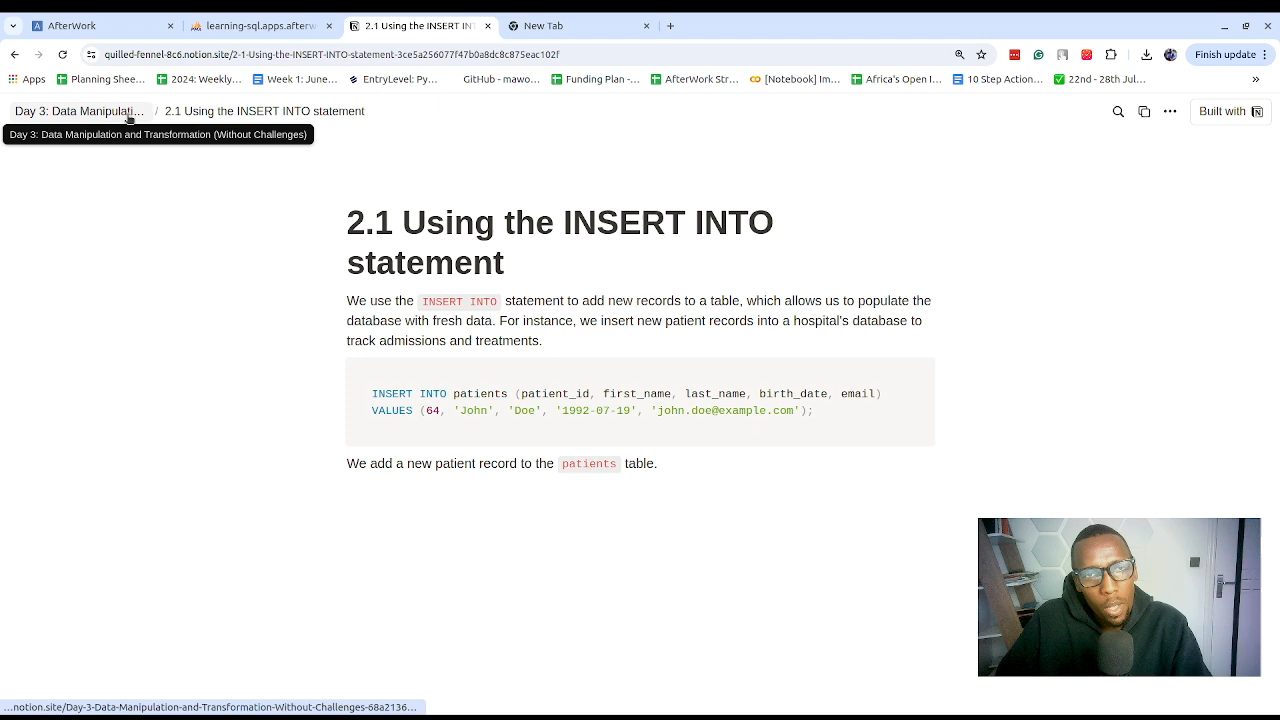 AfterWork
learning-sql.apps.afterw
2.1 Using the INSERT INT
New Tab
quilled-fennel-8c6.notion.site/2-1-Using-the-INSERT-INTO-statement-3ce5a256077f47b0a8dc8c875eac102f
Finish update
Apps
Planning Shee...
2024: Weekly...
Week 1: June...
EntryLevel: Py...
GitHub - mawo...
Funding Plan -...
AfterWork Str...
[Notebook] Im...
Africa's Open I...
10 Step Action...
22nd - 28th Jul...
Day 3: Data Manipulati... / 2.1 Using the INSERT INTO statement
Built with
Day 3: Data Manipulation and Transformation (Without Challenges)
2.1 Using the INSERT INTO
statement
We use the INSERT INTO statement to add new records to a table, which allows us to populate the
database with fresh data. For instance, we insert new patient records into a hospital's database to
track admissions and treatments.
INSERT INTO patients (patient_id, first_name, last_name, birth_date, email)
VALUES (64, 'John', 'Doe', '1992-07-19', 'john.doe@example.com');
We add a new patient record to the patients table.
...notion.site/Day-3-Data-Manipulation-and-Transformation-Without-Challenges-68a2136...